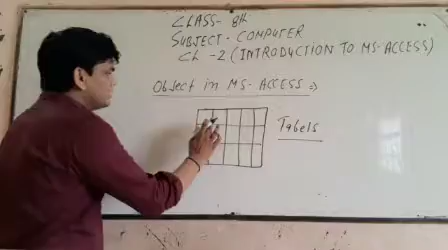 CLASS- 8th
SUBJECT- COMPUTER
Ch -2 (INTRODUCTION TO MS-ACCESS)
Object in MS-ACCESS :-
Tabels